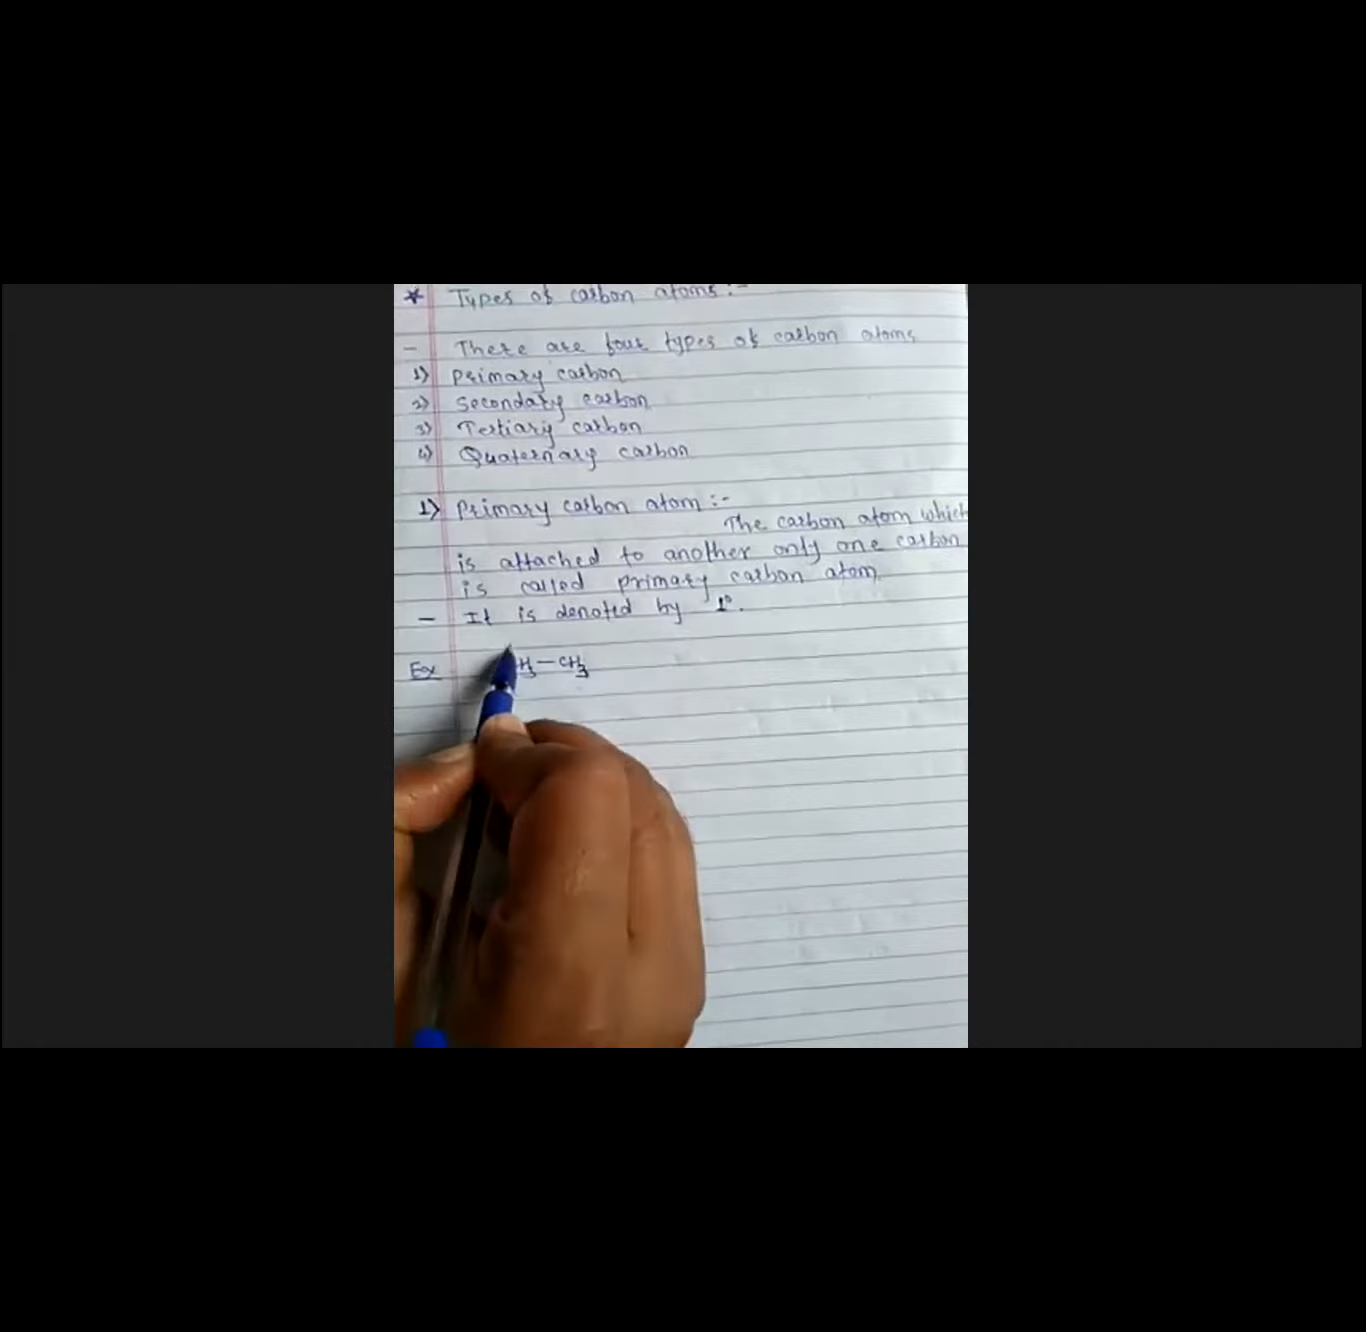 * Types of carbon atoms :-
- There are four types of carbon atoms
1) Primary carbon
2) Secondary carbon
3) Tertiary carbon
4) Quaternary carbon
1) Primary carbon atom :-
The carbon atom which
is attached to another only one carbon
is called primary carbon atom.
- It is denoted by 1°.
Ex H₃ — CH₃